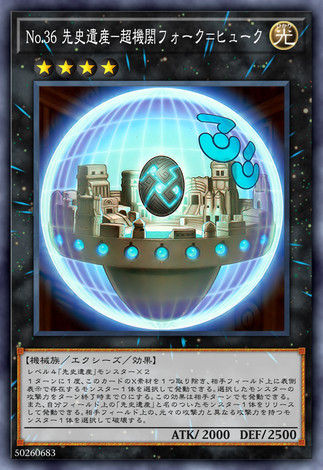 No.36 先史遺産-超機関フォーク=ヒューク
光
36
【機械族/エクシーズ/効果】
レベル4「先史遺産」モンスター×2
1ターンに1度、このカードのX素材を1つ取り除き、相手フィールド上に表側
表示で存在するモンスター1体を選択して発動できる。選択したモンスターの
攻撃力をターン終了時まで0にする。この効果は相手ターンでも発動できる。
また、自分フィールド上の「先史遺産」と名のついたモンスター1体をリリース
して発動できる。相手フィールド上の、元々の攻撃力と異なる攻撃力を持つモ
ンスター1体を選択して破壊する。
ATK/2000 DEF/2500
50260683